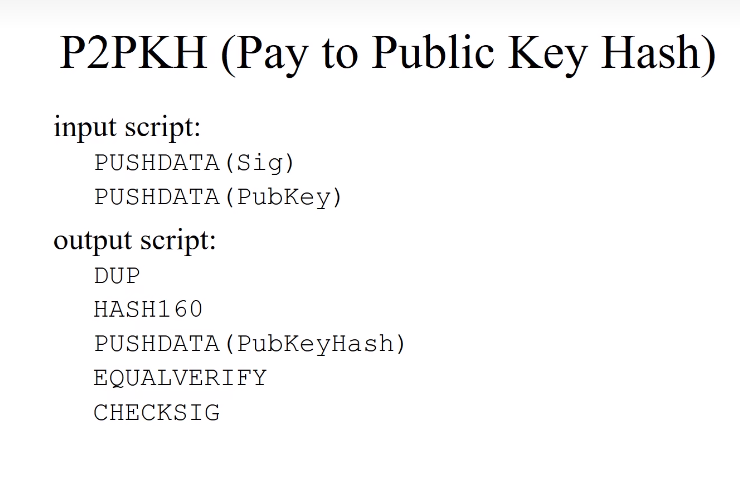 P2PKH (Pay to Public Key Hash)
input script:
PUSHDATA(Sig)
PUSHDATA(PubKey)
output script:
DUP
HASH160
PUSHDATA(PubKeyHash)
EQUALVERIFY
CHECKSIG